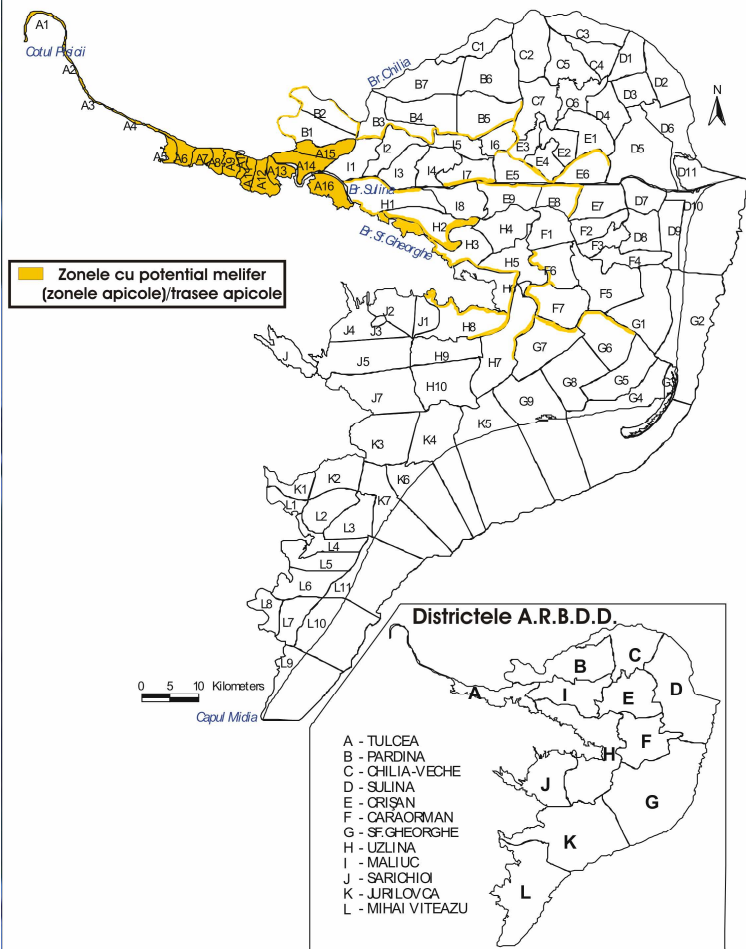 A1
Cotul Pisicii
A2
A3
A4
A5
A6
A7
A8
A9
A12
A13
A14
A15
A16
Br.Chilia
Br.Sulina
Br.Sf.Gheorghe
B1
B2
B3
B4
B5
B6
B7
C1
C2
C3
C4
C5
C6
C7
D1
D2
D3
D4
D5
D6
D7
D8
D9
D10
D11
E1
E2
E3
E4
E5
E6
E7
E8
E9
I1
I2
I3
I4
I5
I6
I7
I8
H1
H2
H3
H4
H5
H6
H7
H8
H9
H10
F1
F2
F3
F4
F5
F6
F7
G1
G2
G3
G4
G5
G6
G7
G8
G9
J
J1
J2
J3
J4
J5
J7
K1
K2
K3
K4
K5
K6
K7
L1
L2
L3
L4
L5
L6
L7
L8
L9
L10
L11
N
Zonele cu potential melifer
(zonele apicole)/trasee apicole
0 5 10 Kilometers
Capul Midia
Districtele A.R.B.D.D.
A
B
C
D
E
F
G
H
I
J
K
L
A - TULCEA
B - PARDINA
C - CHILIA-VECHE
D - SULINA
E - CRIŞAN
F - CARAORMAN
G - SF.GHEORGHE
H - UZLINA
I - MALIUC
J - SARICHIOI
K - JURILOVCA
L - MIHAI VITEAZU